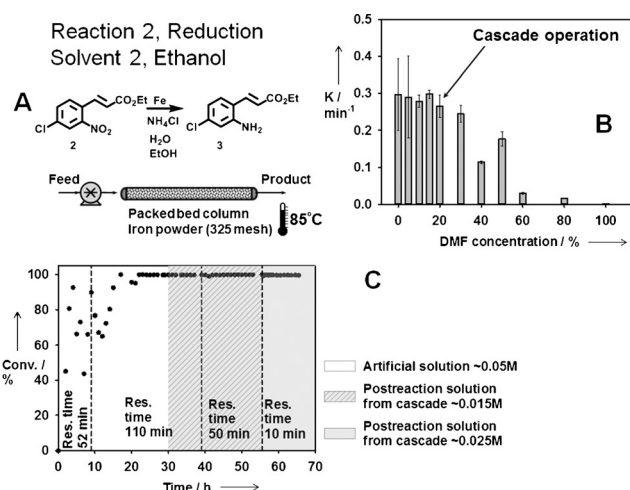 Reaction 2, Reduction
Solvent 2, Ethanol
A
CO2Et
Cl
NO2
2
Fe
NH4Cl
H2O
EtOH
CO2Et
Cl
NH2
3
Feed
Product
Packed bed column
Iron powder (325 mesh)
85°C
Cascade operation
K /
min-1
0.5
0.4
0.3
0.2
0.1
0.0
B
0 20 40 60 80 100
DMF concentration / %
C
Conv. /
%
100
80
60
40
20
0
Res. time
52 min
Res.
time
110 min
Res.
time
50 min
Res.
time
10 min
0 10 20 30 40 50 60 70
Time / h
Artificial solution ~0.05M
Postreaction solution
from cascade ~0.015M
Postreaction solution
from cascade ~0.025M